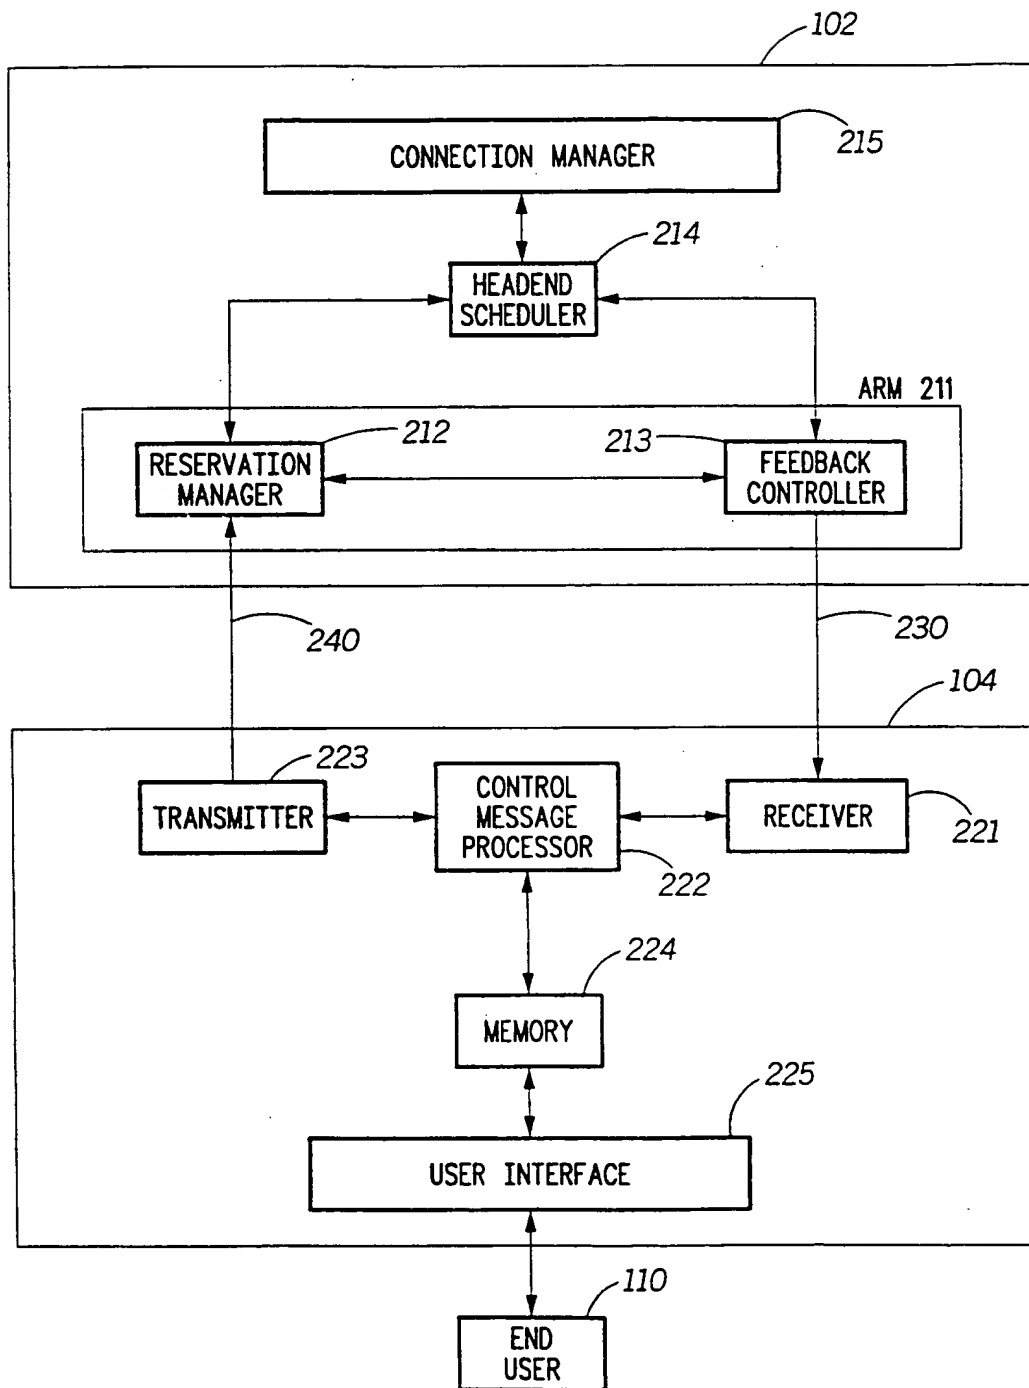 102
CONNECTION MANAGER
215
214
HEADEND
SCHEDULER
ARM 211
212
213
RESERVATION
MANAGER
FEEDBACK
CONTROLLER
240
230
104
223
TRANSMITTER
CONTROL
MESSAGE
PROCESSOR
222
RECEIVER
221
224
MEMORY
225
USER INTERFACE
110
END
USER